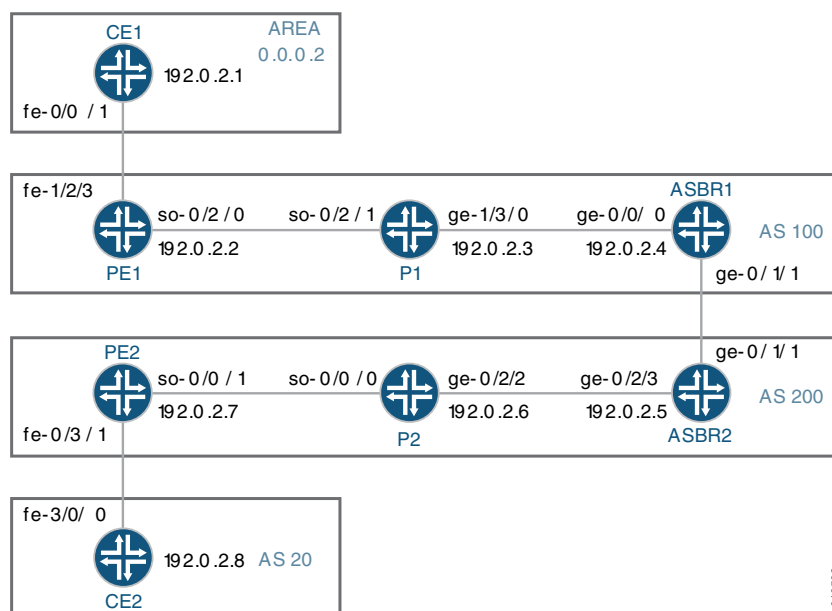 CE1
AREA
0.0.0.2
192.0.2.1
fe-0/0 / 1
fe-1/2/3
ASBR1
so-0/2 / 0
so-0/2 / 1
ge-1/3/ 0
ge-0/0/ 0
AS 100
192.0.2.2
192.0.2.3
192.0.2.4
PE1
P1
ge-0/ 1/ 1
PE2
ge-0/ 1/ 1
so-0/0 / 1
so-0/0 / 0
ge-0/2/2
ge-0/2/3
AS 200
192.0.2.7
192.0.2.6
192.0.2.5
fe-0/3 / 1
P2
ASBR2
fe-3/0/ 0
192.0.2.8
AS 20
CE2